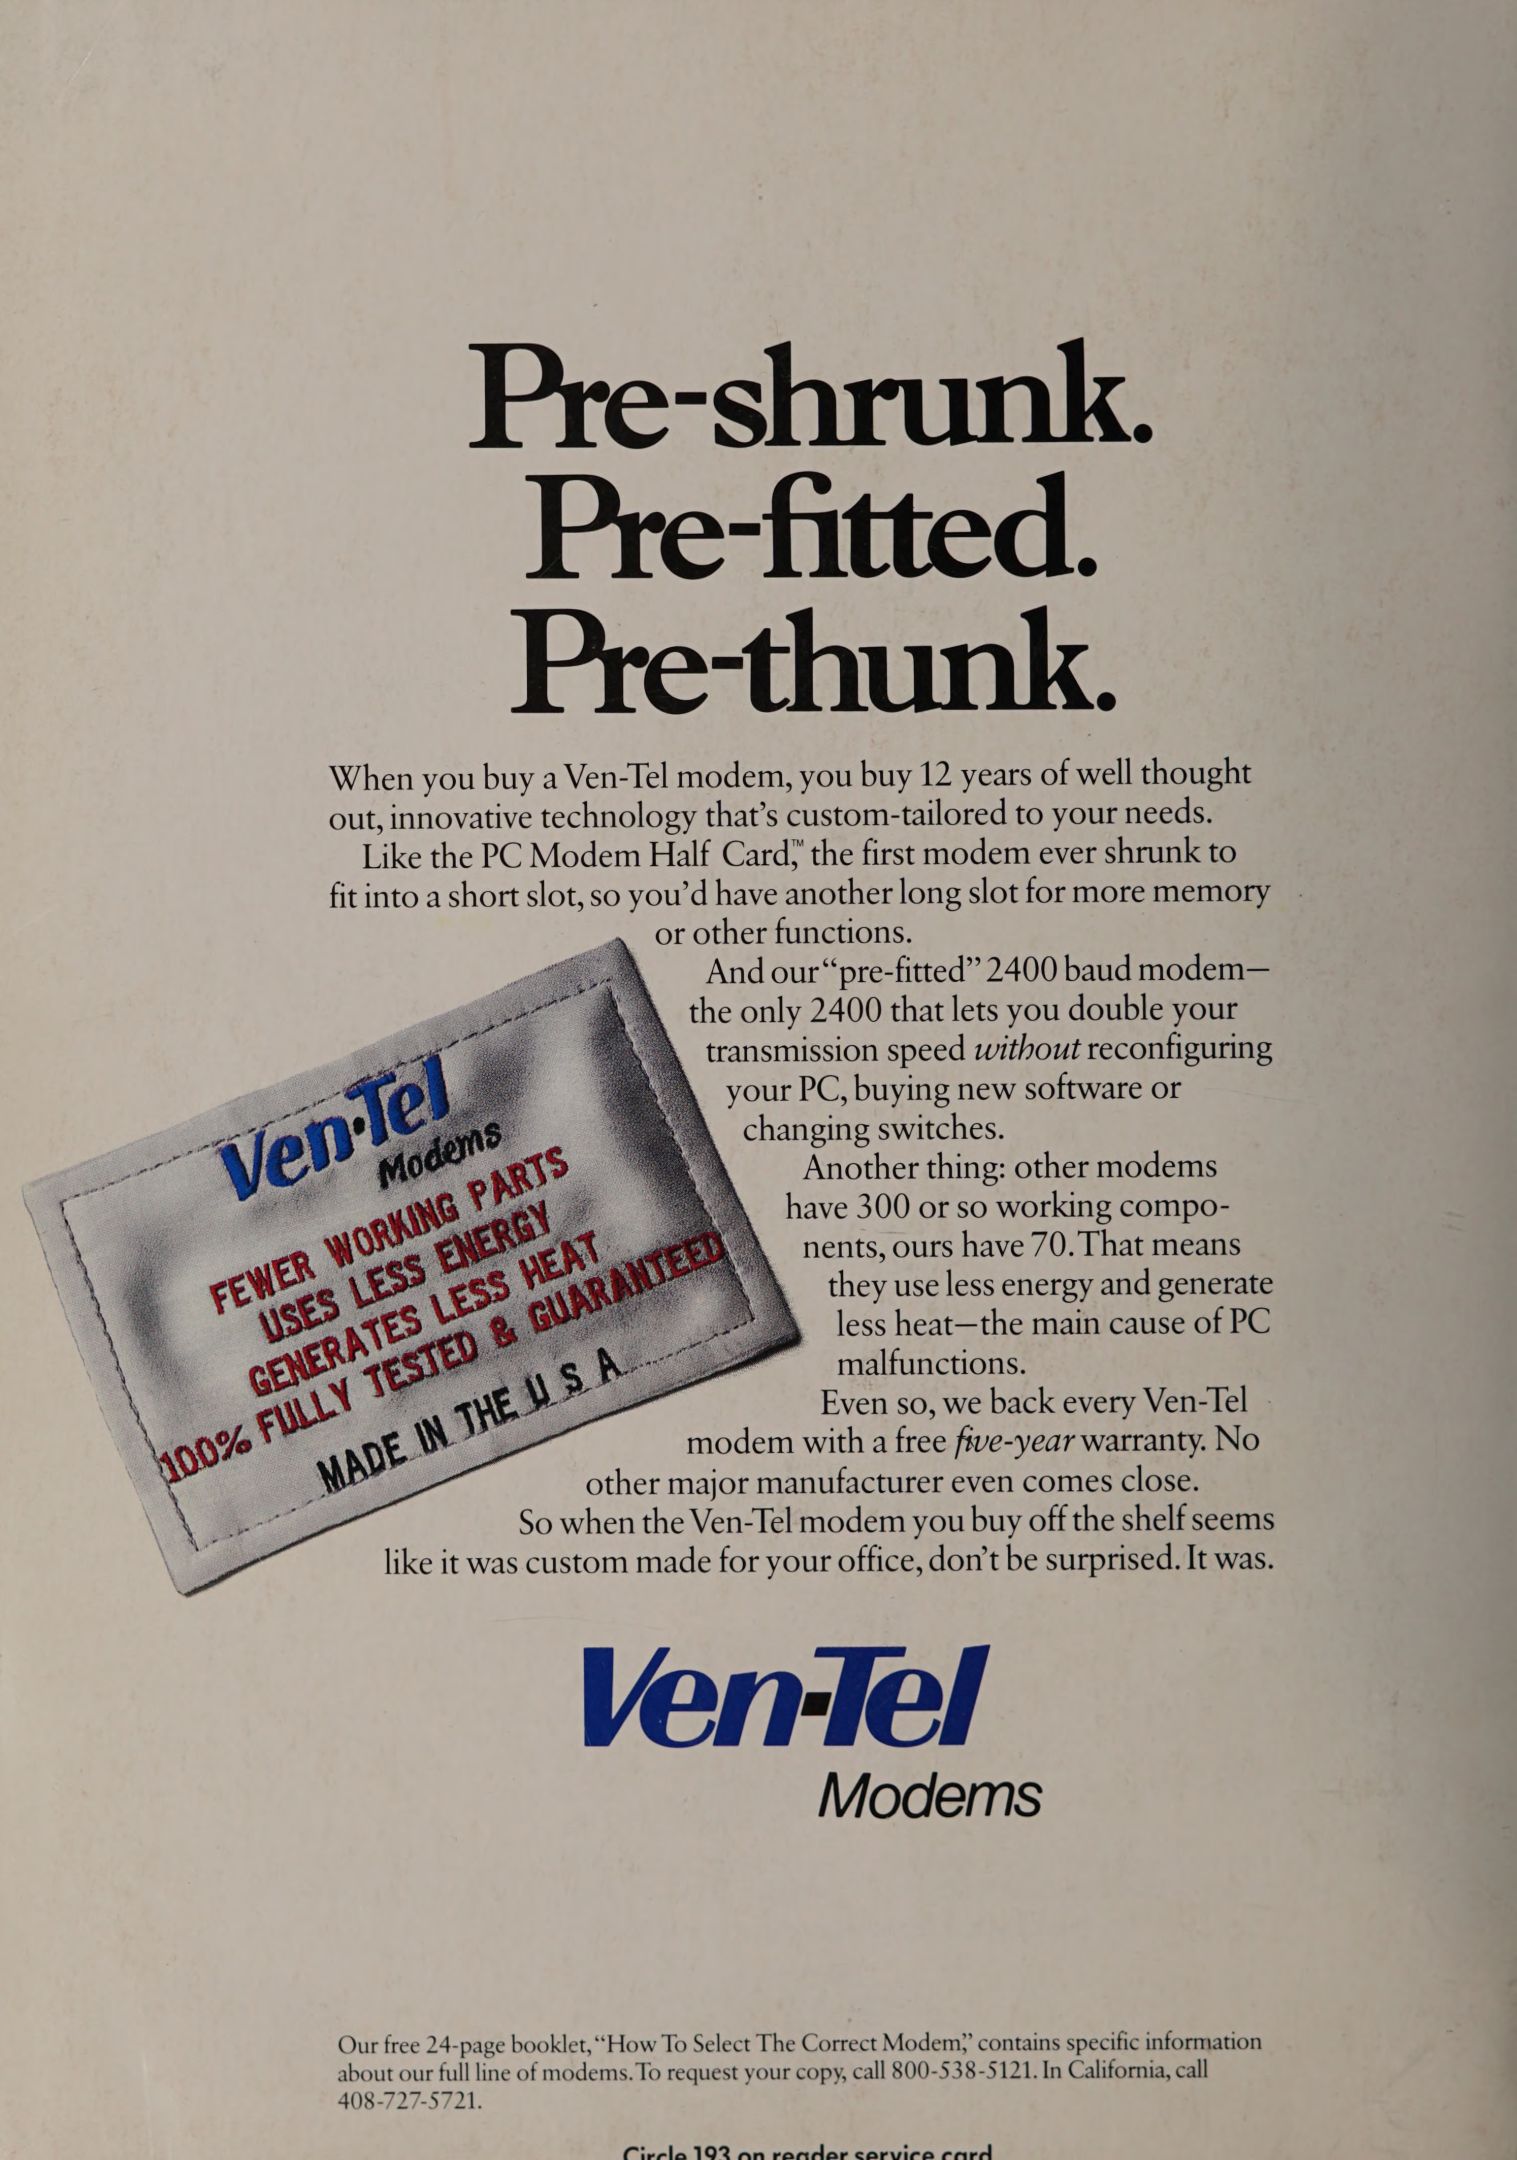 Pre-shrunk.
Pre-fitted.
Pre-thunk.
When you buy a Ven-Tel modem, you buy 12 years of well thought
out, innovative technology that's custom-tailored to your needs.
Like the PC Modem Half Card,™ the first modem ever shrunk to
fit into a short slot, so you'd have another long slot for more memory
or other functions.
And our “pre-fitted” 2400 baud modem—
the only 2400 that lets you double your
transmission speed without reconfiguring
your PC, buying new software or
changing switches.
Another thing: other modems
have 300 or so working compo-
nents, ours have 70. That means
they use less energy and generate
less heat—the main cause of PC
malfunctions.
Even so, we back every Ven-Tel
modem with a free five-year warranty. No
other major manufacturer even comes close.
So when the Ven-Tel modem you buy off the shelf seems
like it was custom made for your office, don't be surprised. It was.
Ven·Tel
Modems
FEWER WORKING PARTS
USES LESS ENERGY
GENERATES LESS HEAT
100% FULLY TESTED & GUARANTEED
MADE IN THE U S A
Ven·Tel
Modems
Our free 24-page booklet, “How To Select The Correct Modem,” contains specific information
about our full line of modems. To request your copy, call 800-538-5121. In California, call
408-727-5721.
Circle 193 on reader service card